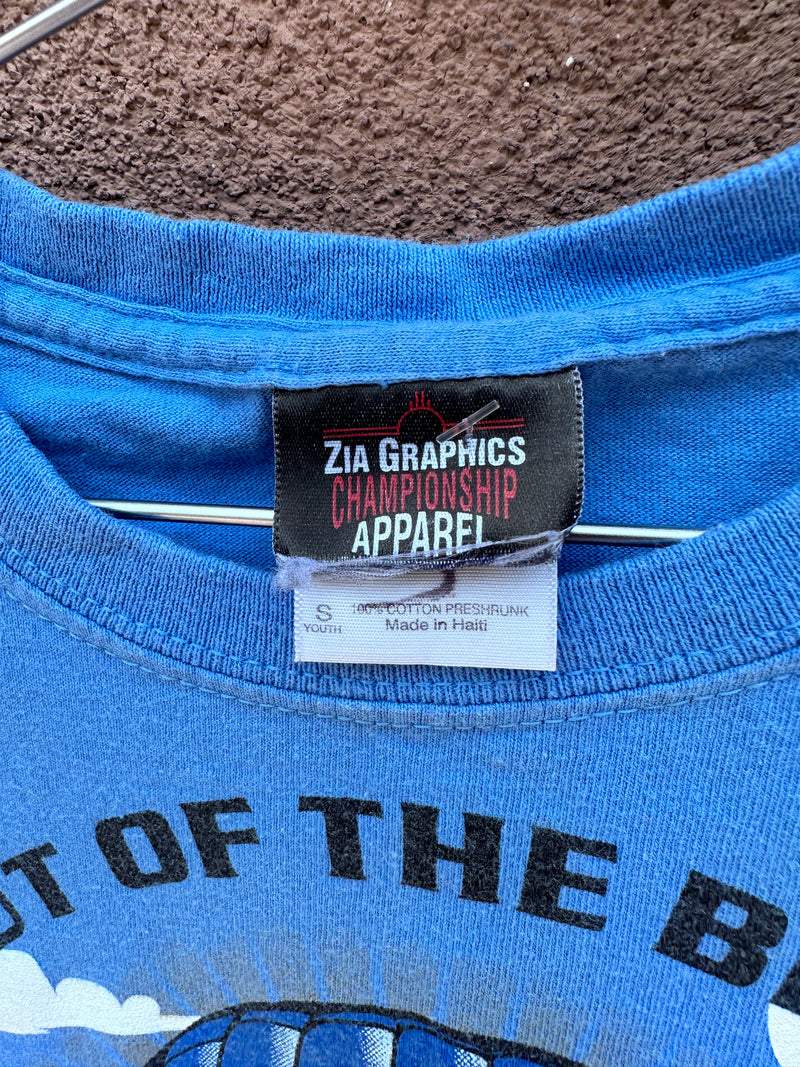 ZIA GRAPHICS
CHAMPIONSHIP
APPAREL
S 100% COTTON PRESHRUNK
YOUTH Made in Haiti
OF THE